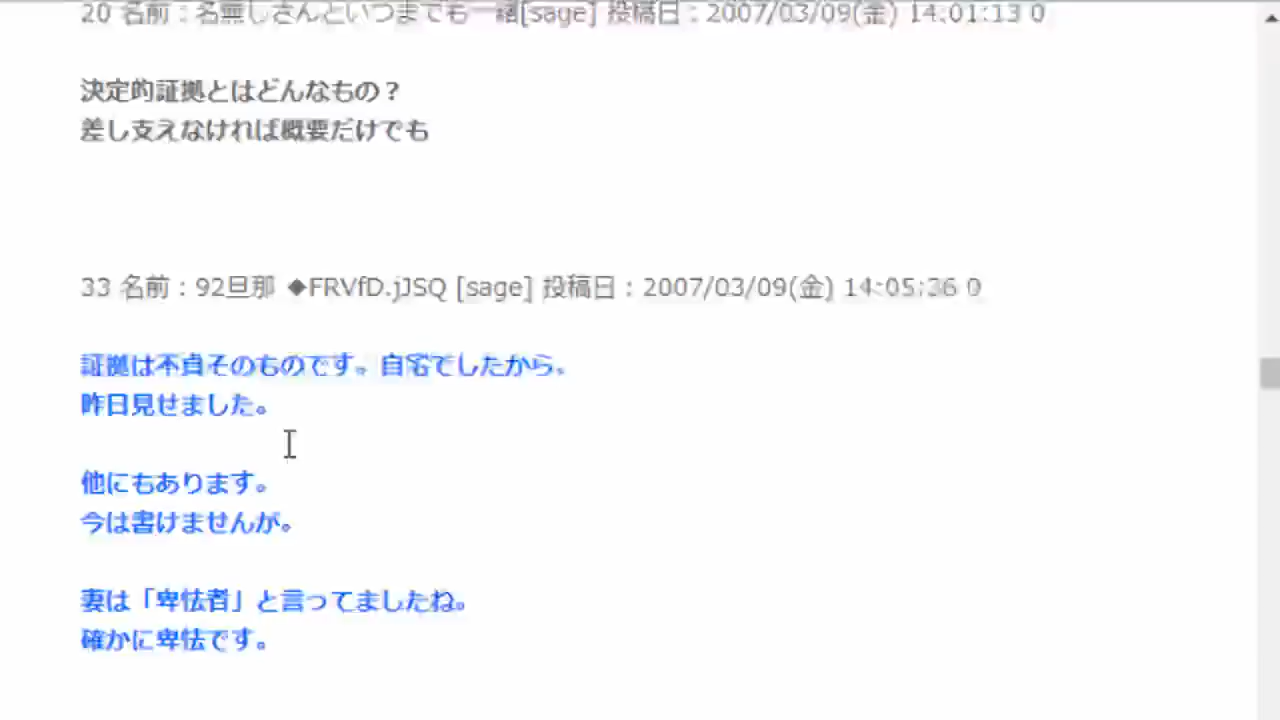 20 名前：名無しさんといつまでも一緒[sage] 投稿日：2007/03/09(金) 14:01:13 0
決定的証拠とはどんなもの？
差し支えなければ概要だけでも
33 名前：92旦那 ◆FRVfD.jJSQ [sage] 投稿日：2007/03/09(金) 14:05:36 0
証拠は不貞そのものです。自宅でしたから。
昨日見せました。
他にもあります。
今は書けませんが。
妻は「卑怯者」と言ってましたね。
確かに卑怯です。